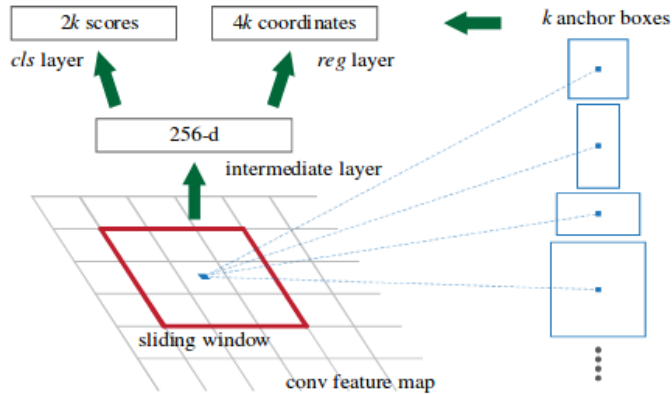 2k scores
4k coordinates
k anchor boxes
cls layer
reg layer
256-d
intermediate layer
sliding window
conv feature map